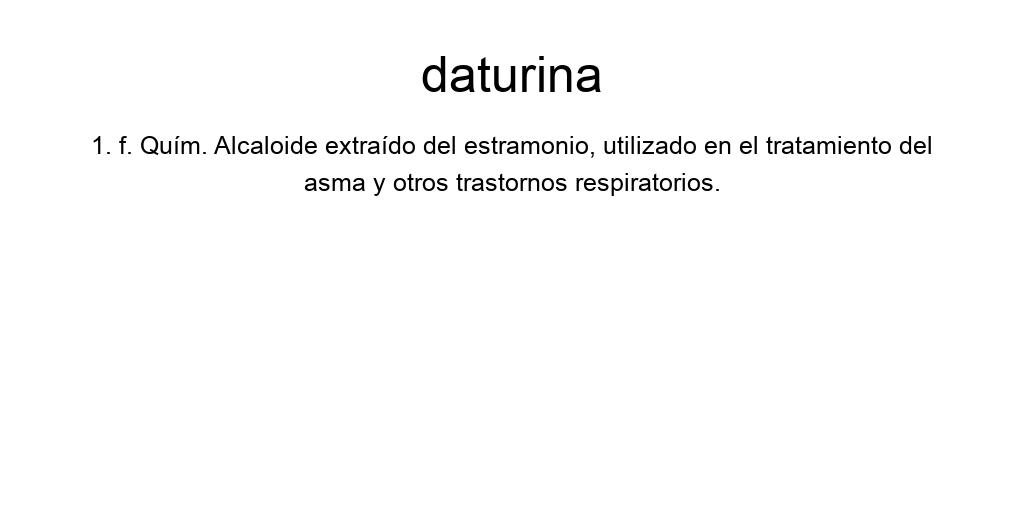 daturina
1. f. Quím. Alcaloide extraído del estramonio, utilizado en el tratamiento del
asma y otros trastornos respiratorios.